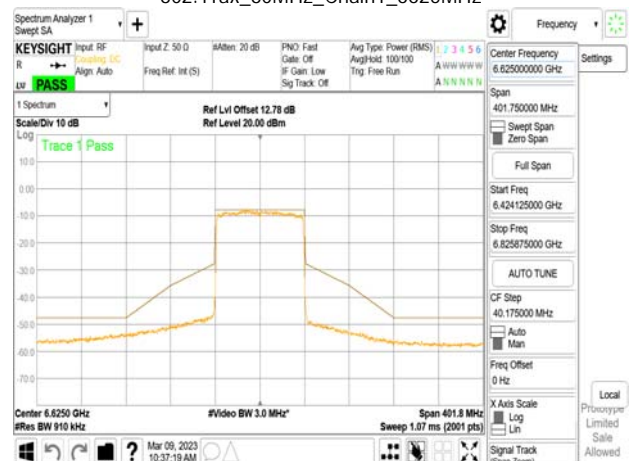 802.11ax_80MHz_Chain1_6625MHz
Spectrum Analyzer 1
Swept SA
Frequency
KEYSIGHT
Input: RF
Coupling: DC
Align: Auto
Input Z: 50 Ω
Freq Ref: Int (S)
#Atten: 20 dB
PNO: Fast
Gate: Off
IF Gain: Low
Sig Track: Off
Avg Type: Power (RMS)
Avg|Hold: 100/100
Trig: Free Run
1 2 3 4 5 6
A W W W W W
A N N N N N
R
LU
PASS
Center Frequency
6.625000000 GHz
Settings
1 Spectrum
Scale/Div 10 dB
Ref Lvl Offset 12.78 dB
Ref Level 20.00 dBm
Span
401.750000 MHz
Swept Span
Zero Span
Log
Trace 1 Pass
10.0
0.00
-10.0
-20.0
-30.0
-40.0
-50.0
-60.0
-70.0
Full Span
Start Freq
6.424125000 GHz
Stop Freq
6.825875000 GHz
AUTO TUNE
CF Step
40.175000 MHz
Auto
Man
Freq Offset
0 Hz
X Axis Scale
Log
Lin
Local
Prototype
Limited
Sale
Allowed
Center 6.6250 GHz
#Res BW 910 kHz
#Video BW 3.0 MHz*
Span 401.8 MHz
Sweep 1.07 ms (2001 pts)
Mar 09, 2023
10:37:19 AM
Signal Track